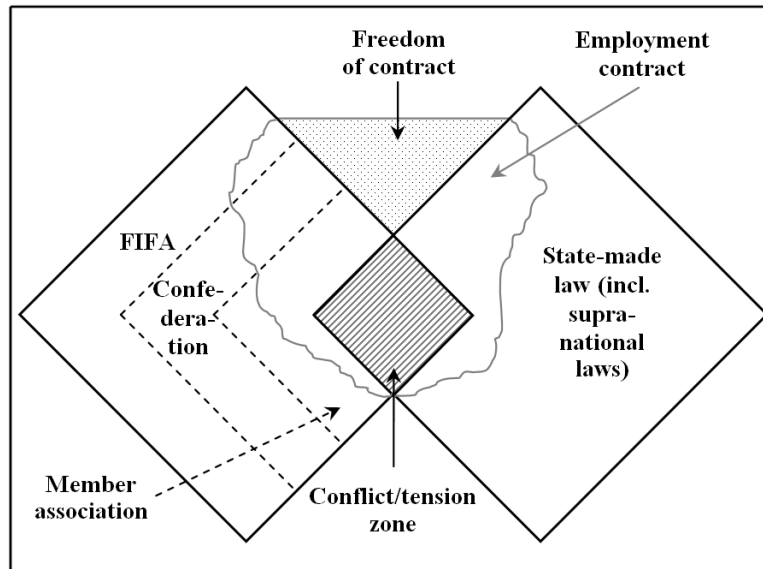 Freedom
of contract
Employment
contract
FIFA
Confe-
dera-
tion
State-made
law (incl.
supra-
national
laws)
Member
association
Conflict/tension
zone